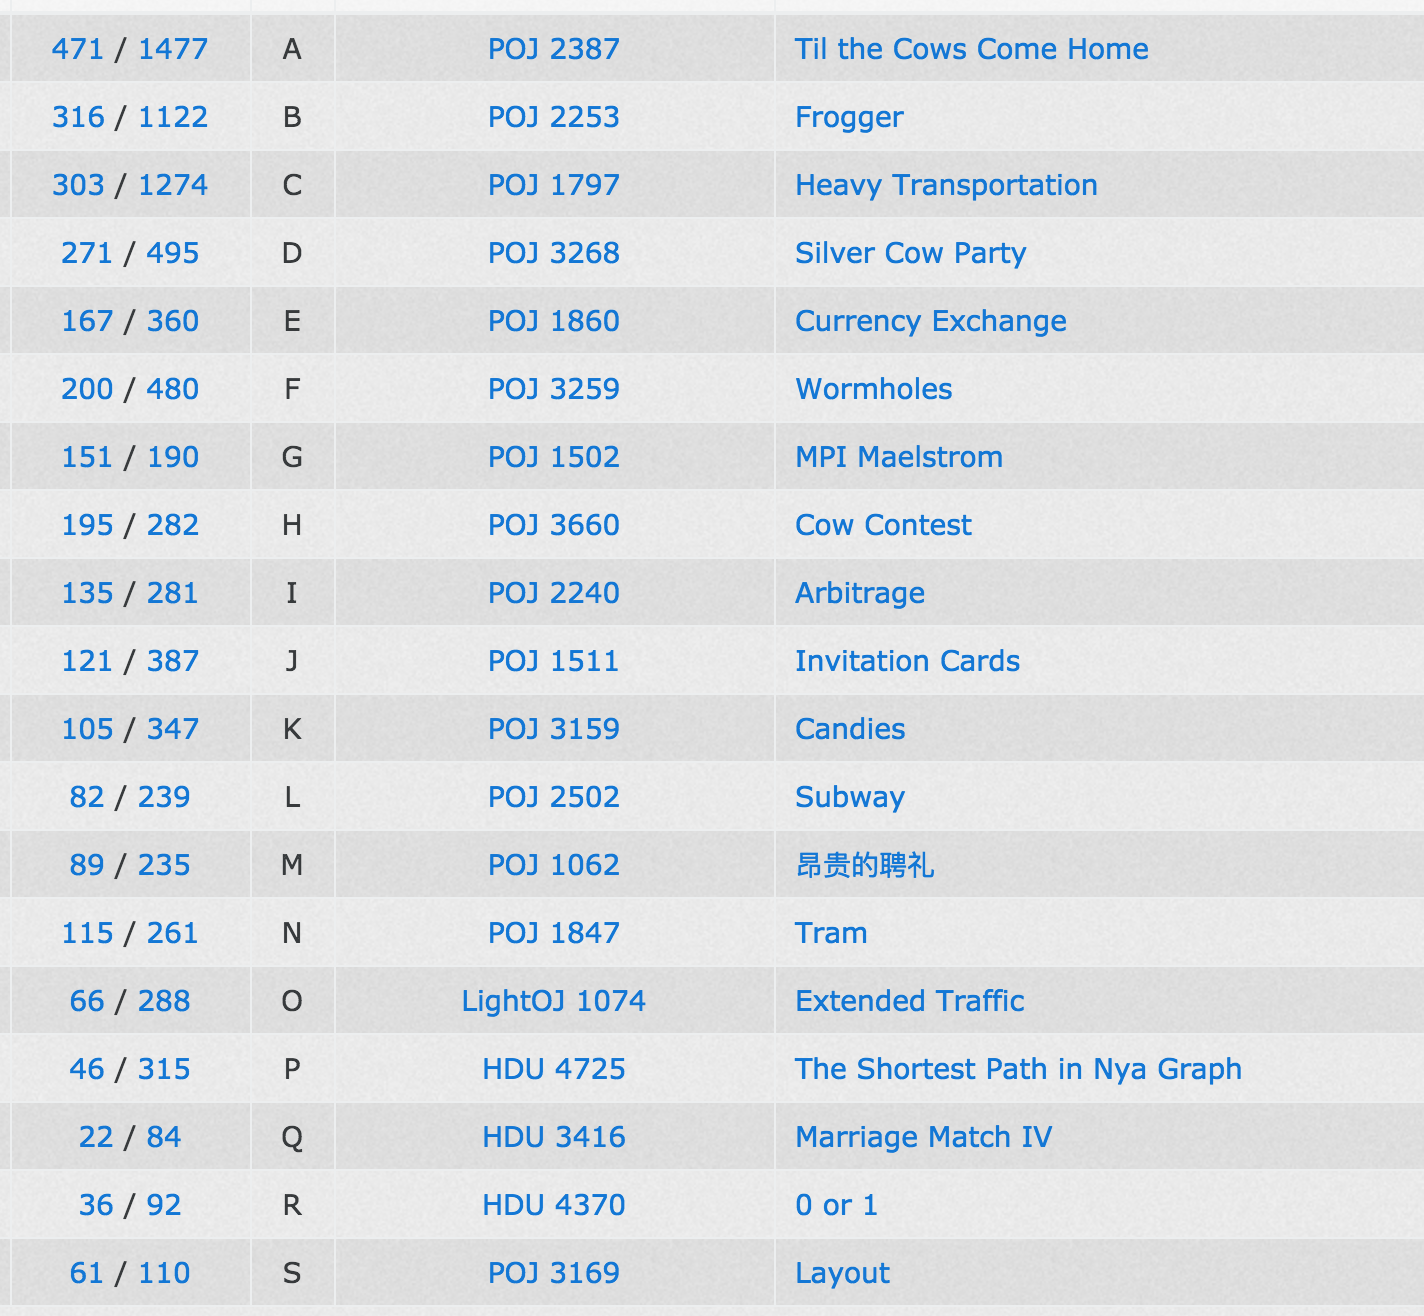 471 / 1477 A POJ 2387 Til the Cows Come Home
316 / 1122 B POJ 2253 Frogger
303 / 1274 C POJ 1797 Heavy Transportation
271 / 495 D POJ 3268 Silver Cow Party
167 / 360 E POJ 1860 Currency Exchange
200 / 480 F POJ 3259 Wormholes
151 / 190 G POJ 1502 MPI Maelstrom
195 / 282 H POJ 3660 Cow Contest
135 / 281 I POJ 2240 Arbitrage
121 / 387 J POJ 1511 Invitation Cards
105 / 347 K POJ 3159 Candies
82 / 239 L POJ 2502 Subway
89 / 235 M POJ 1062 昂贵的聘礼
115 / 261 N POJ 1847 Tram
66 / 288 O LightOJ 1074 Extended Traffic
46 / 315 P HDU 4725 The Shortest Path in Nya Graph
22 / 84 Q HDU 3416 Marriage Match IV
36 / 92 R HDU 4370 0 or 1
61 / 110 S POJ 3169 Layout